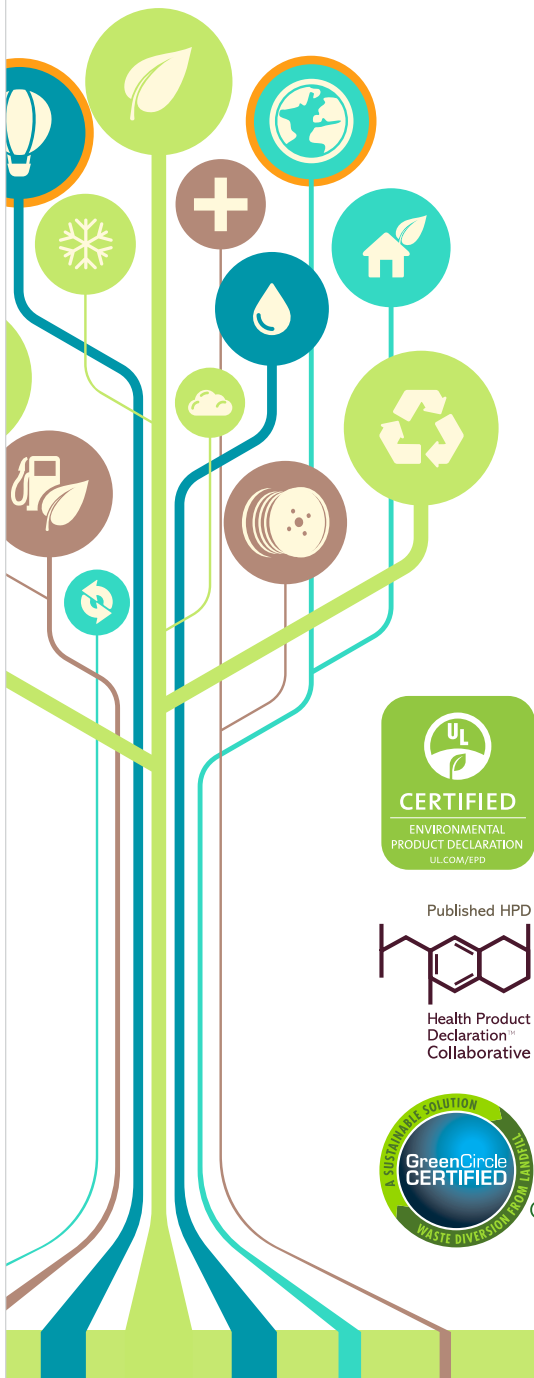 UL
CERTIFIED
ENVIRONMENTAL
PRODUCT DECLARATION
UL.COM/EPD
Published HPD
Health Product
Declaration™
Collaborative
A SUSTAINABLE SOLUTION
GreenCircle
CERTIFIED
WASTE DIVERSION FROM LANDFILL